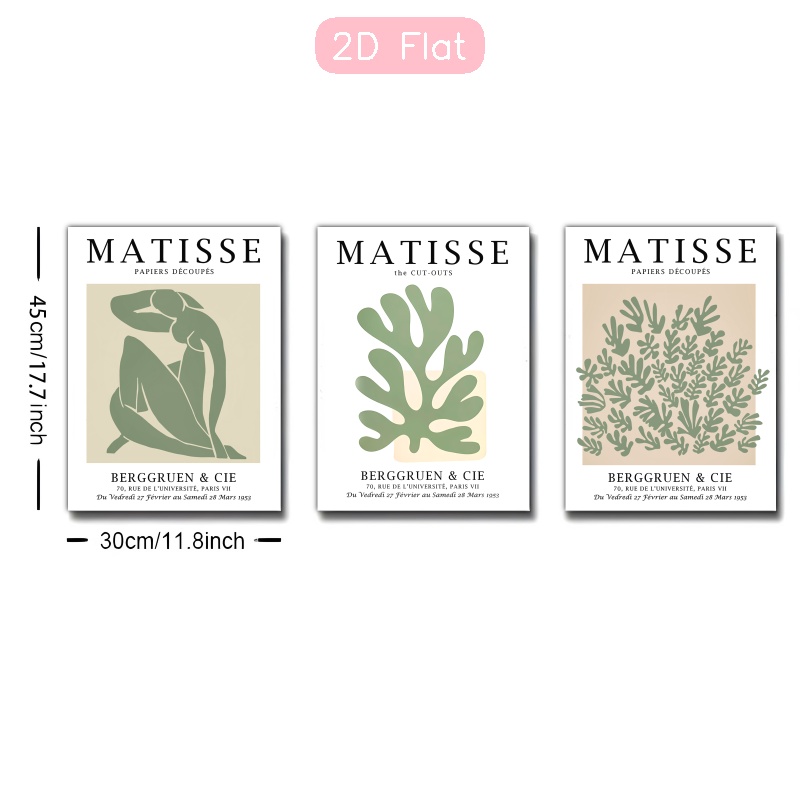 2D Flat
MATISSE
PAPIERS DÉCOUPÉS
BERGGRUEN & CIE
70, RUE DE L'UNIVERSITÉ, PARIS VII
Du Vedredi 27 Février au Samedi 28 Mars 1953
MATISSE
the CUT-OUTS
BERGGRUEN & CIE
70, RUE DE L'UNIVERSITÉ, PARIS VII
Du Vedredi 27 Février au Samedi 28 Mars 1953
MATISSE
PAPIERS DÉCOUPÉS
BERGGRUEN & CIE
70, RUE DE L'UNIVERSITÉ, PARIS VII
Du Vedredi 27 Février au Samedi 28 Mars 1953
45cm/17.7inch
30cm/11.8inch